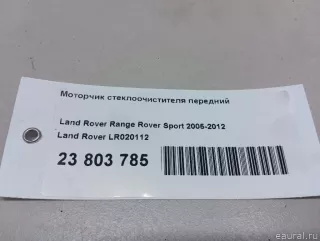 Моторчик стеклоочистителя передний
Land Rover Range Rover Sport 2005-2012
Land Rover LR020112
23 803 785
eaural.ru